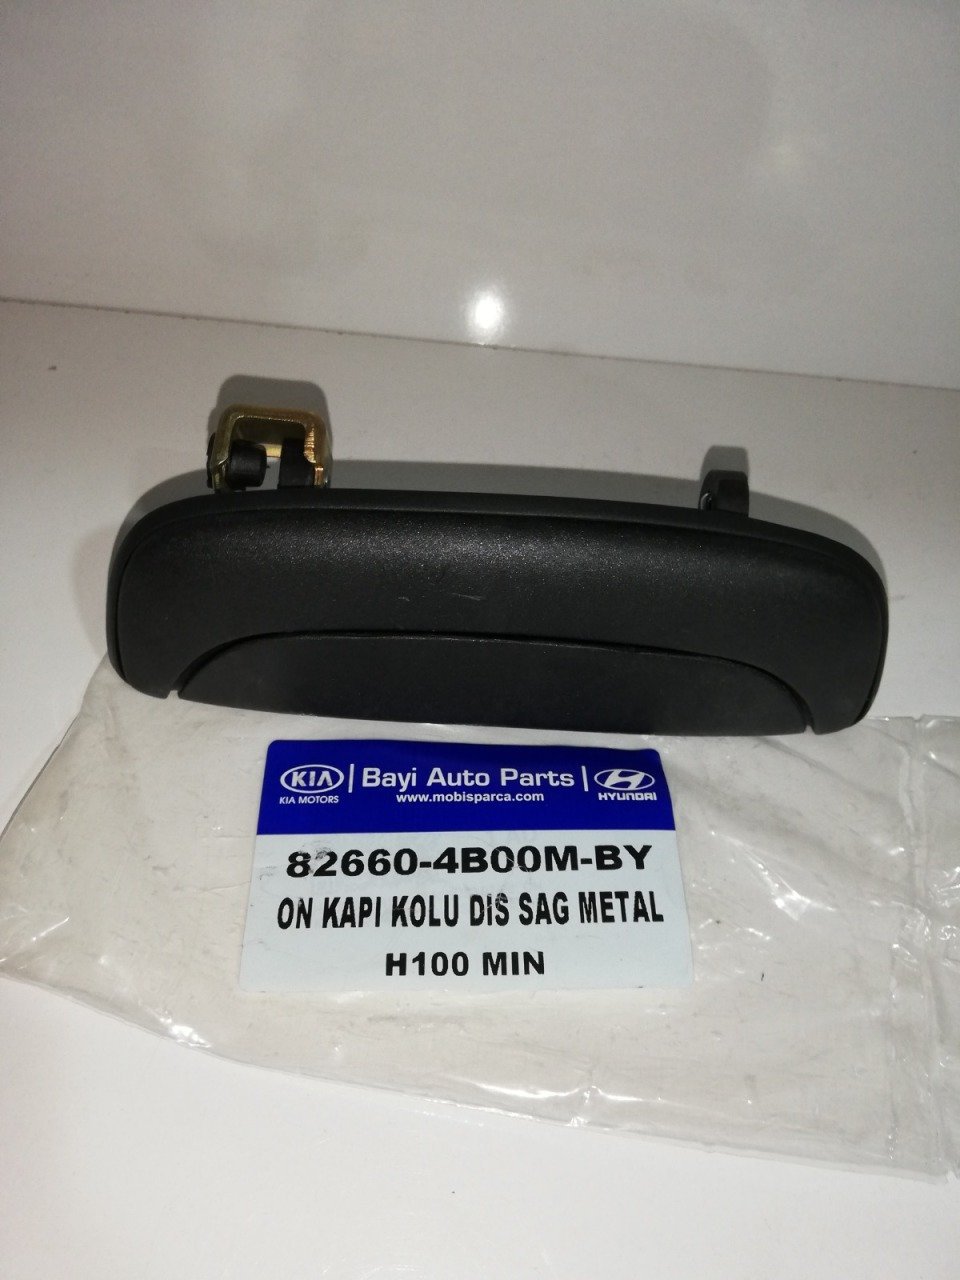 KIA | Bayi Auto Parts | H
KIA MOTORS www.mobisparca.com HYUNDAI
82660-4B00M-BY
ON KAPI KOLU DIS SAG METAL
H100 MIN